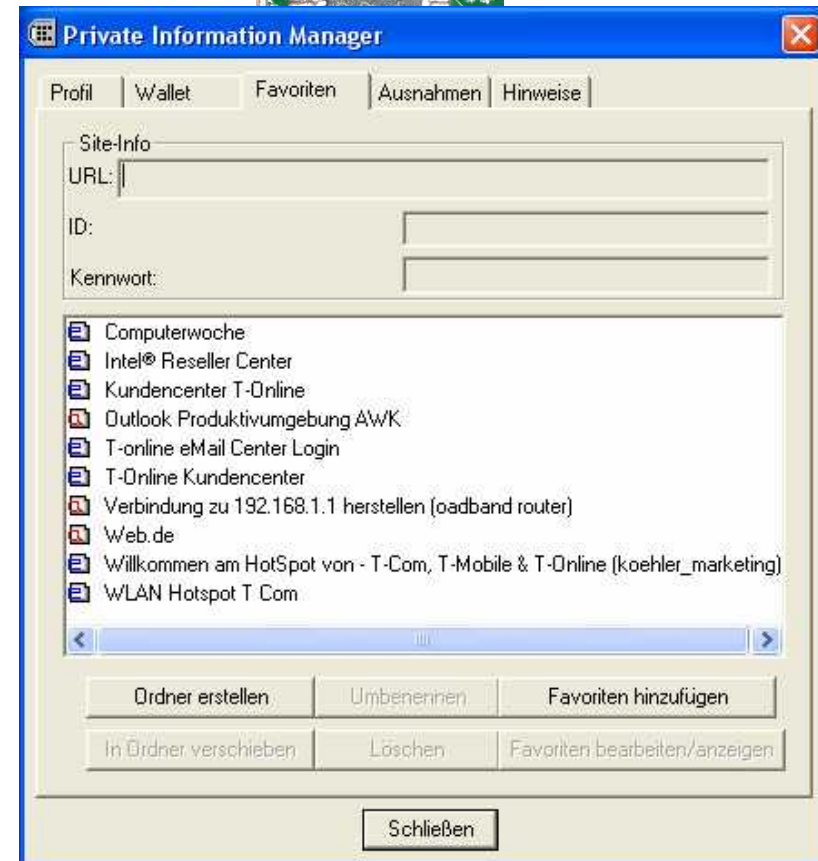 Private Information Manager
Profil Wallet Favoriten Ausnahmen Hinweise
Site-Info
URL:
ID:
Kennwort:
Computerwoche
Intel® Reseller Center
Kundencenter T-Online
Outlook Produktivumgebung AWK
T-online eMail Center Login
T-Online Kundencenter
Verbindung zu 192.168.1.1 herstellen (oadband router)
Web.de
Willkommen am HotSpot von - T-Com, T-Mobile & T-Online (koehler_marketing)
WLAN Hotspot T Com
Ordner erstellen Umbenennen Favoriten hinzufügen
In Ordner verschieben Löschen Favoriten bearbeiten/anzeigen
Schließen